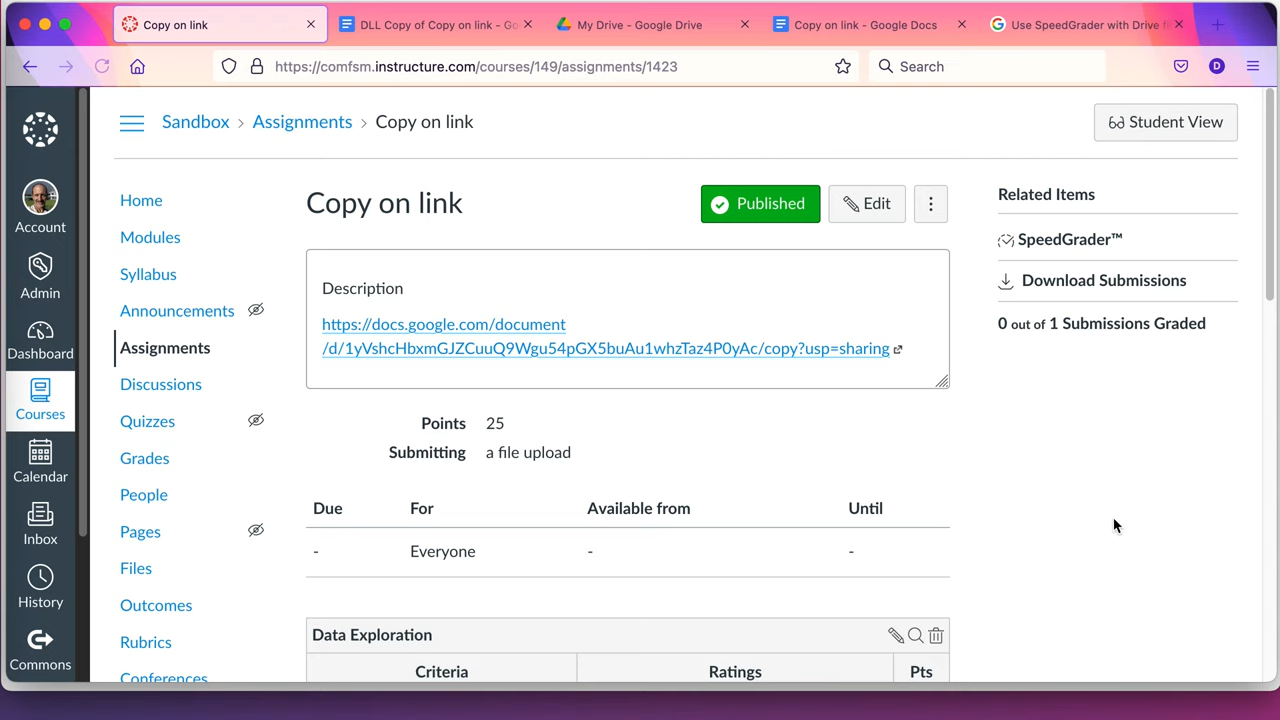 Copy on link
DLL Copy of Copy on link - Go
My Drive - Google Drive
Copy on link - Google Docs
Use SpeedGrader with Drive f
https://comfsm.instructure.com/courses/149/assignments/1423
Search
D
Sandbox > Assignments > Copy on link
Student View
Account
Admin
Dashboard
Courses
Calendar
Inbox
History
Commons
Home
Modules
Syllabus
Announcements
Assignments
Discussions
Quizzes
Grades
People
Pages
Files
Outcomes
Rubrics
Conferences
Copy on link
Published
Edit
Description
https://docs.google.com/document
/d/1yVshcHbxmGJZCuuQ9Wgu54pGX5buAu1whzTaz4P0yAc/copy?usp=sharing
Points 25
Submitting a file upload
Due For Available from Until
- Everyone - -
Data Exploration
Criteria Ratings Pts
Related Items
SpeedGrader™
Download Submissions
0 out of 1 Submissions Graded